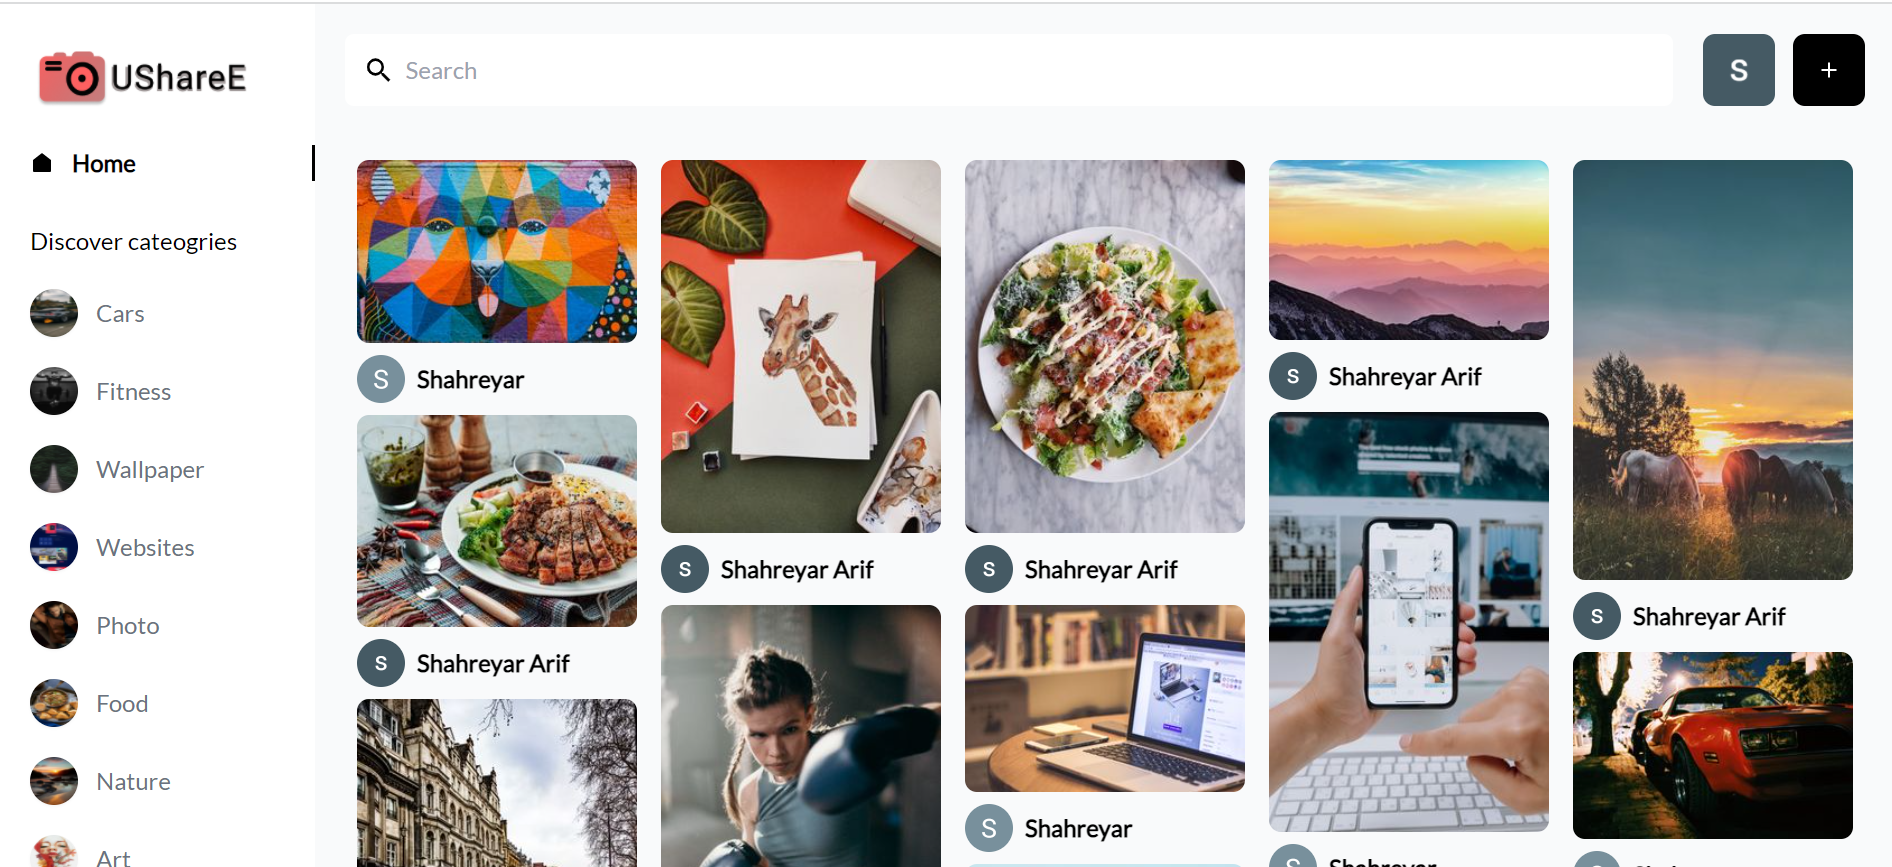 UShareE
Search
S
+
Home
Discover cateogries
Cars
Fitness
Wallpaper
Websites
Photo
Food
Nature
Art
S Shahreyar
S Shahreyar Arif
S Shahreyar Arif
S Shahreyar Arif
S Shahreyar
S Shahreyar Arif
S Shahreyar
S Shahreyar Arif